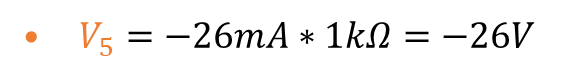 • V₅ = −26mA ∗ 1kΩ = −26V